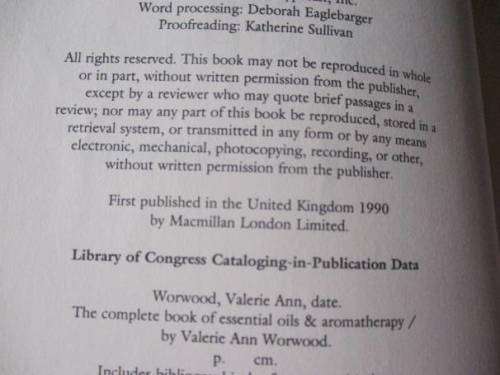 Inc.
Word processing: Deborah Eaglebarger
Proofreading: Katherine Sullivan
All rights reserved. This book may not be reproduced in whole
or in part, without written permission from the publisher,
except by a reviewer who may quote brief passages in a
review; nor may any part of this book be reproduced, stored in a
retrieval system, or transmitted in any form or by any means
electronic, mechanical, photocopying, recording, or other,
without written permission from the publisher.
First published in the United Kingdom 1990
by Macmillan London Limited.
Library of Congress Cataloging-in-Publication Data
Worwood, Valerie Ann, date.
The complete book of essential oils & aromatherapy /
by Valerie Ann Worwood.
p. cm.
Includes